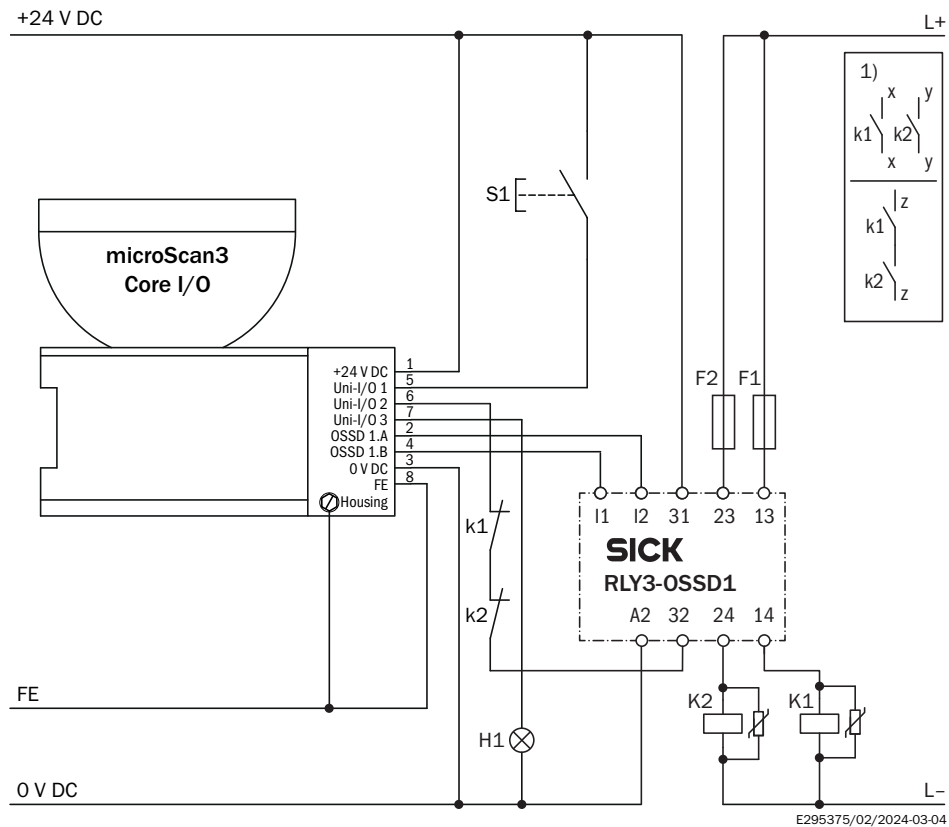 +24 V DC
L+
1)
x
y
k1
k2
x
y
z
k1
k2
z
S1
microScan3
Core I/O
+24 V DC
1
Uni-I/O 1
5
Uni-I/O 2
6
Uni-I/O 3
7
OSSD 1.A
2
OSSD 1.B
4
0 V DC
3
FE
8
Housing
F2
F1
I1
I2
31
23
13
SICK
RLY3-OSSD1
A2
32
24
14
k1
k2
FE
K2
K1
H1
0 V DC
L–
E295375/02/2024-03-04